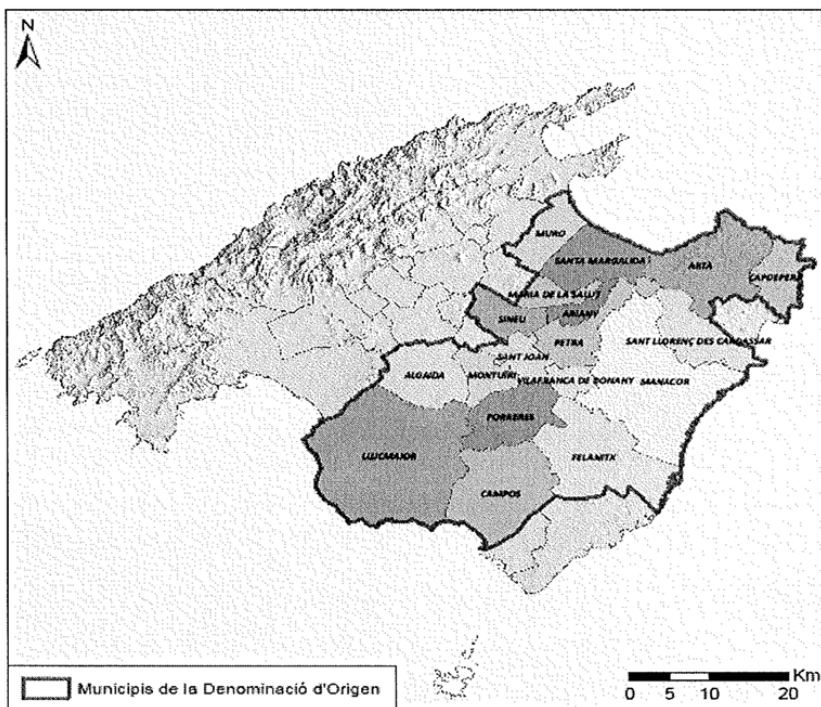 N
MURO
SANTA MARGALIDA
ARTÀ
CAPDEPERA
MARIA DE LA SALUT
SINEU
ARIANY
PETRA
SANT LLORENÇ DES CARDASSAR
SANT JOAN
ALGAIDA
MONTUÏRI
VILAFRANCA DE BONANY
MANACOR
PORRERES
LLUCMAJOR
FELANITX
CAMPOS
Municipis de la Denominació d'Origen
Km
0 5 10 20